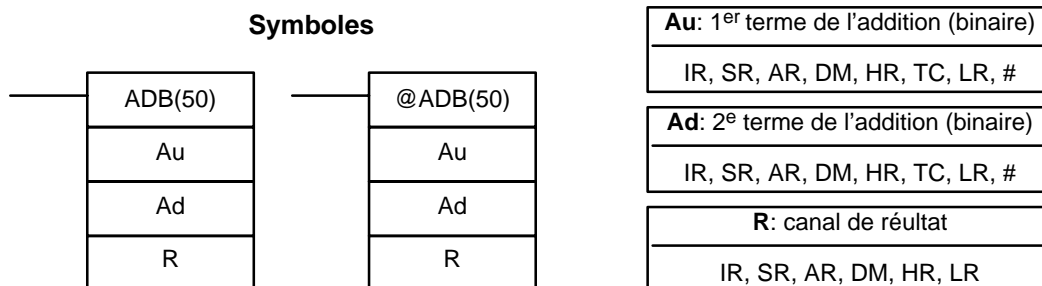 Symboles
ADB(50)
Au
Ad
R
@ADB(50)
Au
Ad
R
Au: 1er terme de l’addition (binaire)
IR, SR, AR, DM, HR, TC, LR, #
Ad: 2e terme de l’addition (binaire)
IR, SR, AR, DM, HR, TC, LR, #
R: canal de réultat
IR, SR, AR, DM, HR, LR